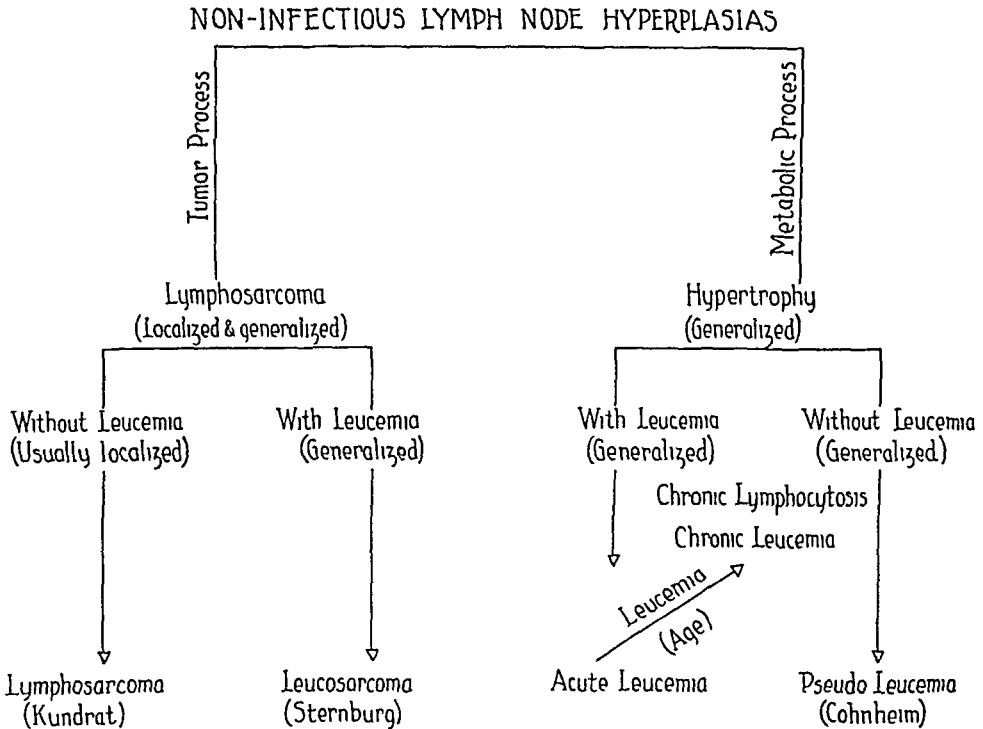 NON-INFECTIOUS LYMPH NODE HYPERPLASIAS
Tumor Process
Metabolic Process
Lymphosarcoma
(Localized & generalized)
Hypertrophy
(Generalized)
Without Leucemia
(Usually localized)
With Leucemia
(Generalized)
With Leucemia
(Generalized)
Without Leucemia
(Generalized)
Chronic Lymphocytosis
Chronic Leucemia
Leucemia
(Age)
Lymphosarcoma
(Kundrat)
Leucosarcoma
(Sternburg)
Acute Leucemia
Pseudo Leucemia
(Cohnheim)